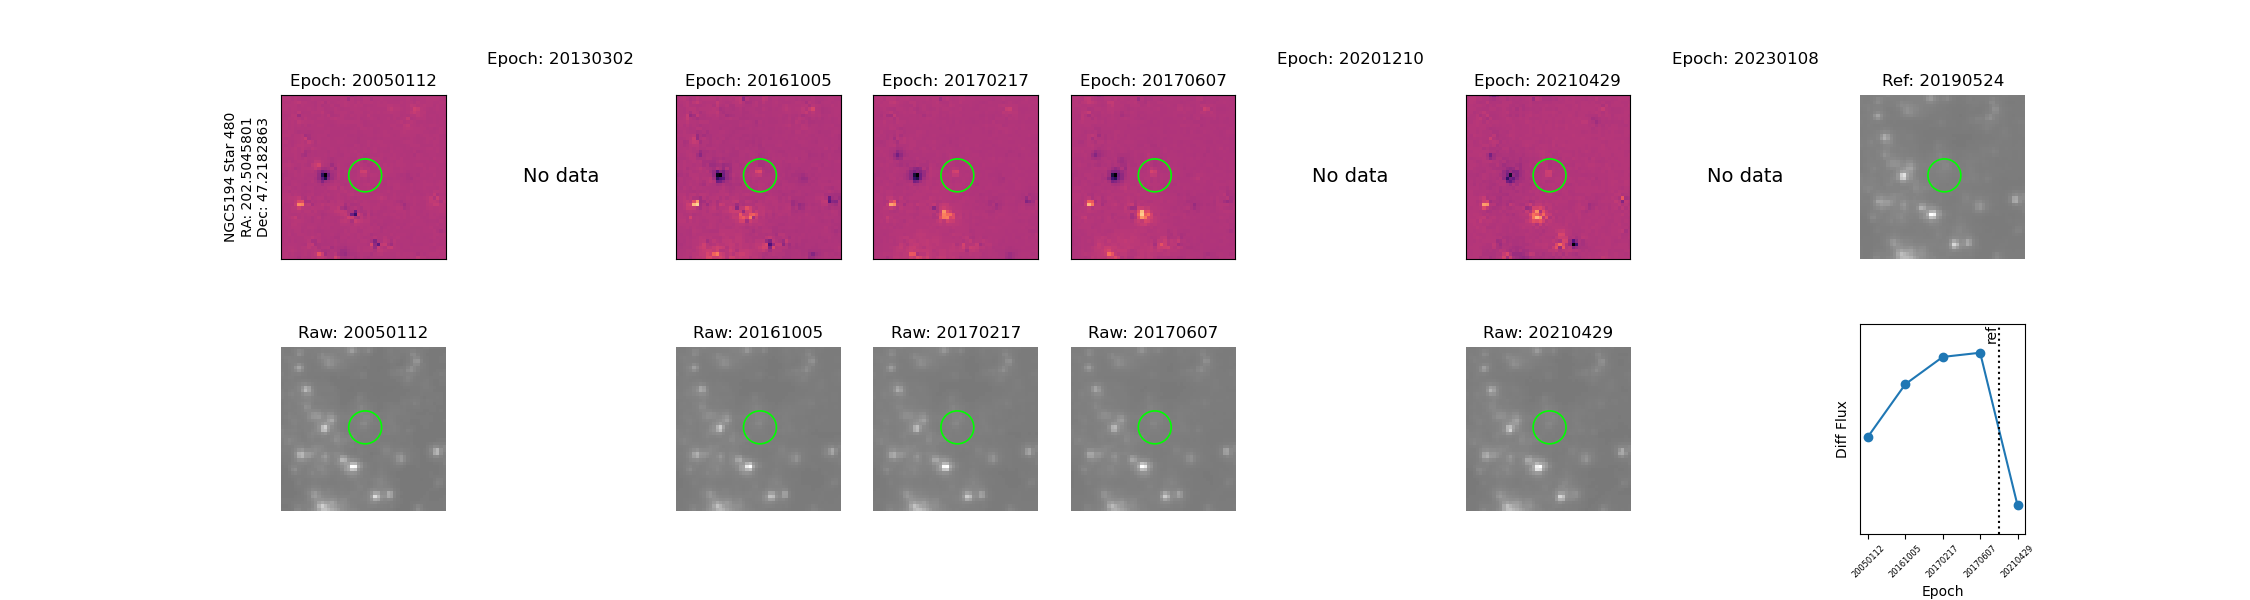 Epoch: 20050112
Epoch: 20130302
Epoch: 20161005
Epoch: 20170217
Epoch: 20170607
Epoch: 20201210
Epoch: 20210429
Epoch: 20230108
Ref: 20190524
NGC5194 Star 480
RA: 202.5045801
Dec: 47.2182863
No data
No data
No data
Raw: 20050112
Raw: 20161005
Raw: 20170217
Raw: 20170607
Raw: 20210429
ref
Diff Flux
20050112
20161005
20170217
20170607
20210429
Epoch